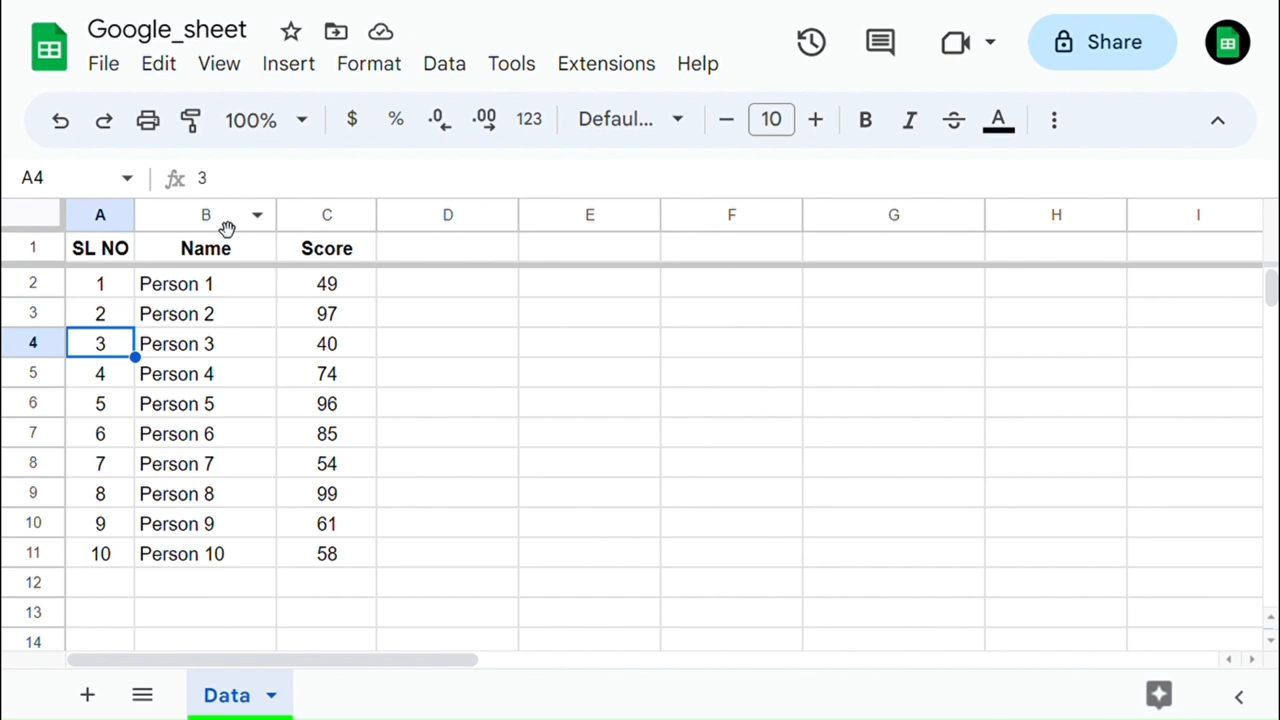 Google_sheet
File Edit View Insert Format Data Tools Extensions Help
Share
100% $ % .0 .00 123 Defaul... 10 B I S A
A4 fx 3
A B C D E F G H I
1 SL NO Name Score
2 1 Person 1 49
3 2 Person 2 97
4 3 Person 3 40
5 4 Person 4 74
6 5 Person 5 96
7 6 Person 6 85
8 7 Person 7 54
9 8 Person 8 99
10 9 Person 9 61
11 10 Person 10 58
12
13
14
Data